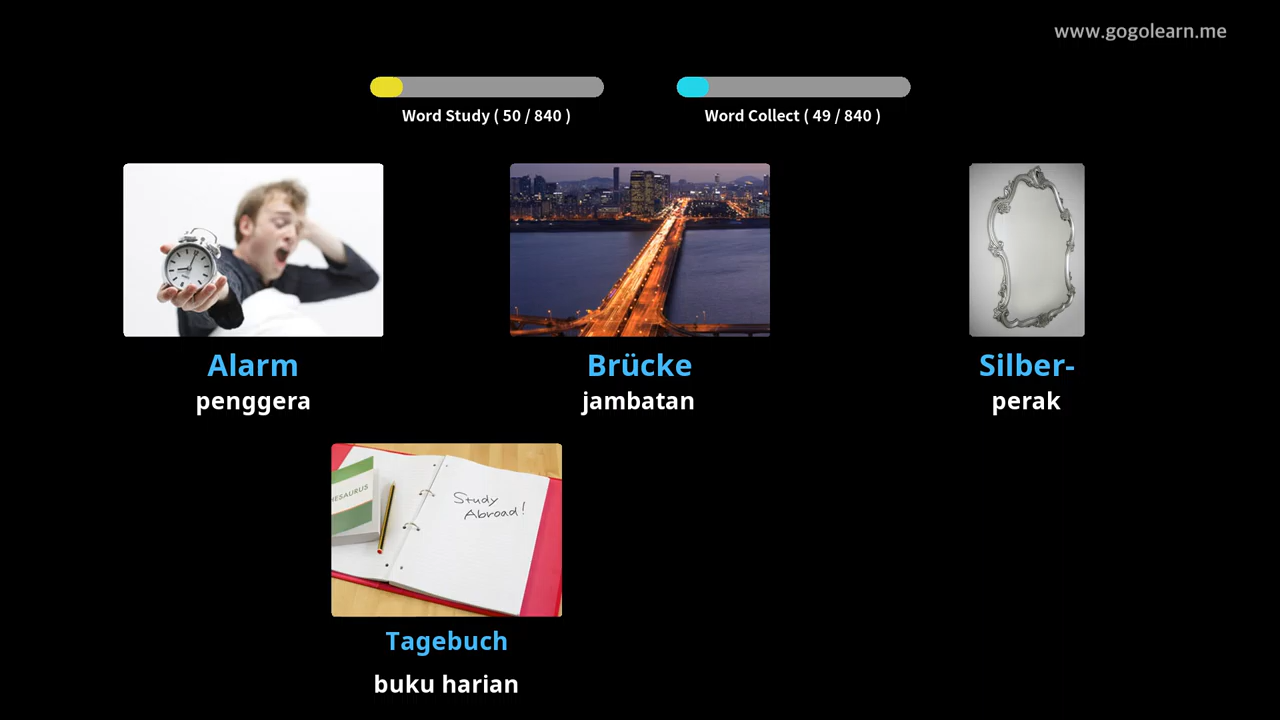 www.gogolearn.me
Word Study ( 50 / 840 )
Word Collect ( 49 / 840 )
Alarm
penggera
Brücke
jambatan
Silber-
perak
HESAURUS
Study
Abroad!
Tagebuch
buku harian